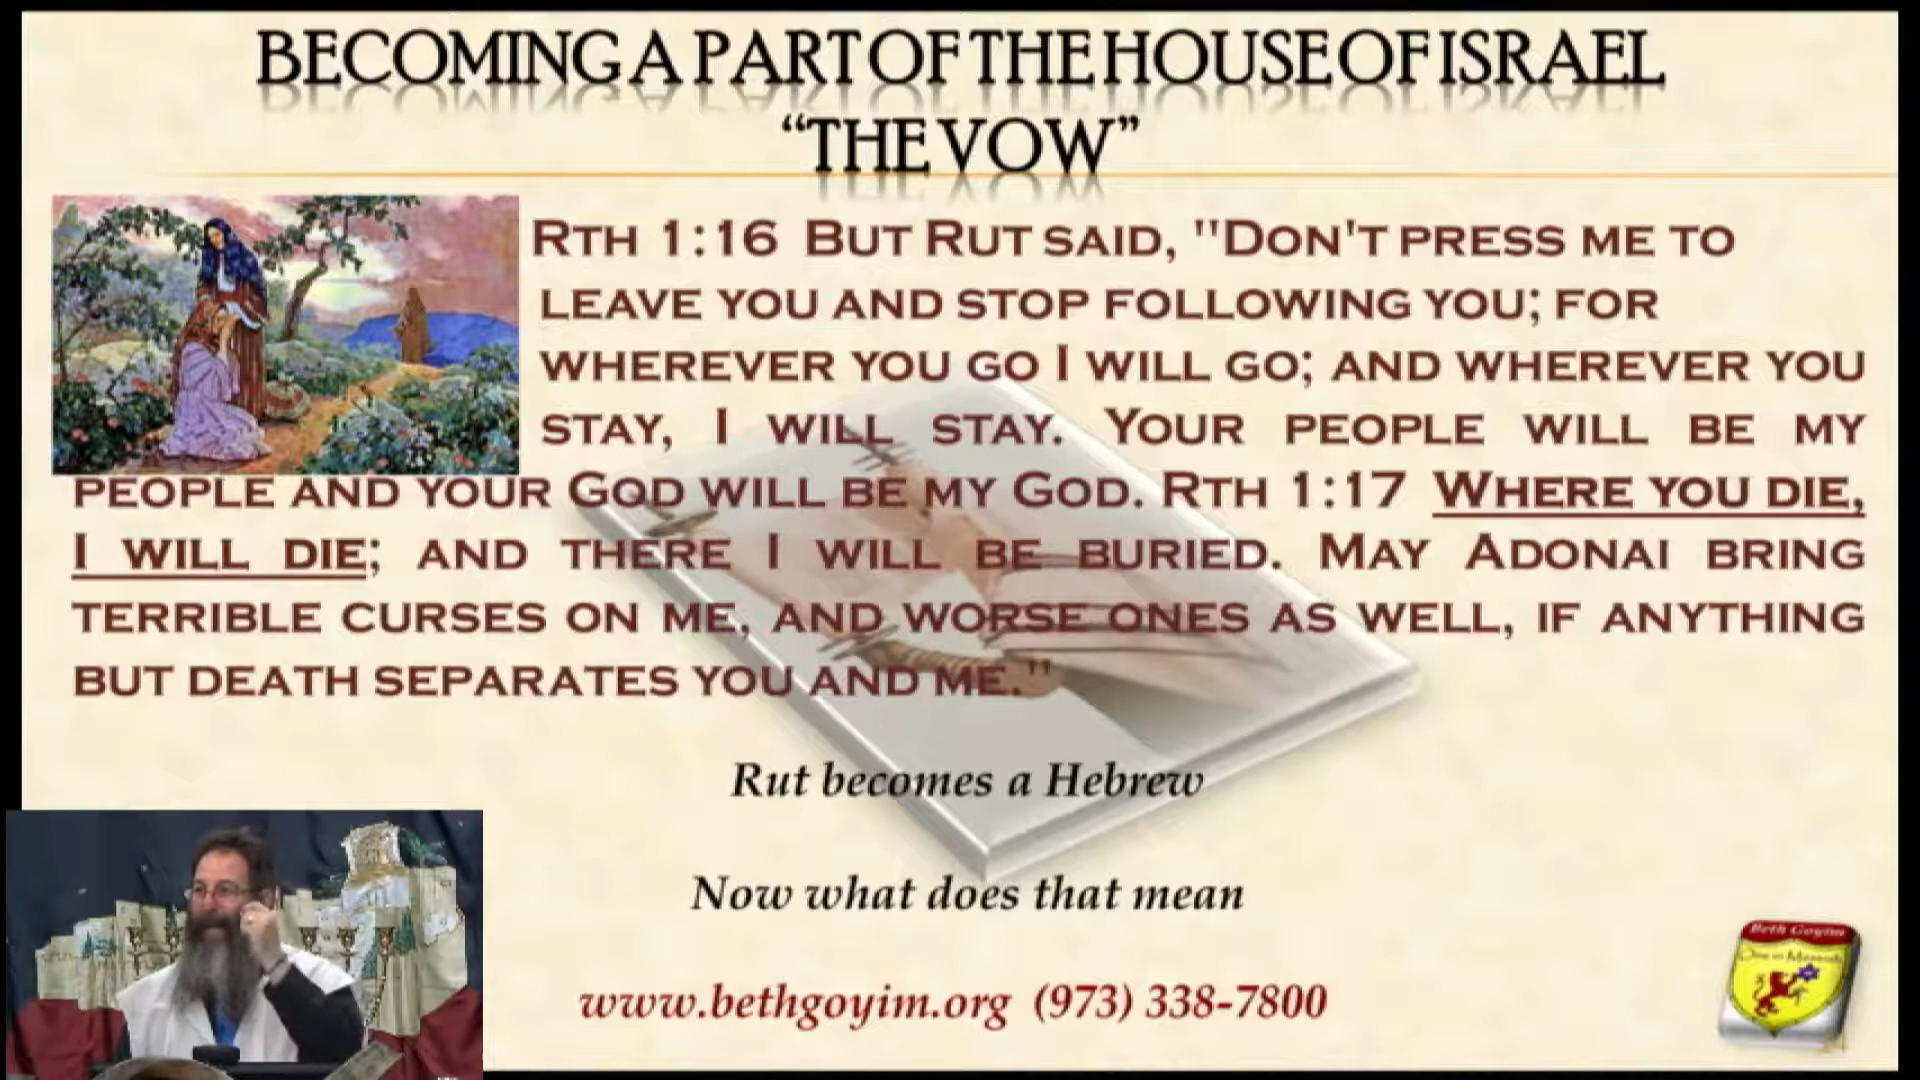 BECOMING A PART OF THE HOUSE OF ISRAEL
“THE VOW”
RTH 1:16 BUT RUT SAID, "DON'T PRESS ME TO
LEAVE YOU AND STOP FOLLOWING YOU; FOR
WHEREVER YOU GO I WILL GO; AND WHEREVER YOU
STAY, I WILL STAY. YOUR PEOPLE WILL BE MY
PEOPLE AND YOUR GOD WILL BE MY GOD. RTH 1:17 WHERE YOU DIE,
I WILL DIE; AND THERE I WILL BE BURIED. MAY ADONAI BRING
TERRIBLE CURSES ON ME, AND WORSE ONES AS WELL, IF ANYTHING
BUT DEATH SEPARATES YOU AND ME."
Rut becomes a Hebrew
Now what does that mean
www.bethgoyim.org (973) 338-7800
Beth Goyim
One in Messiah